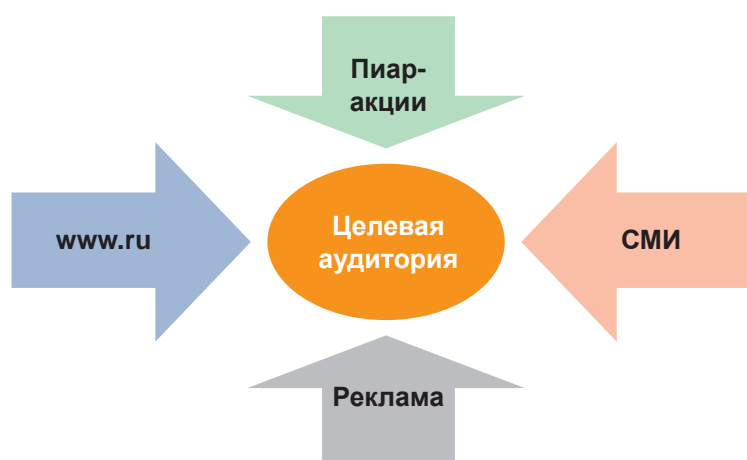 Пиар-
акции
www.ru
Целевая
аудитория
СМИ
Реклама